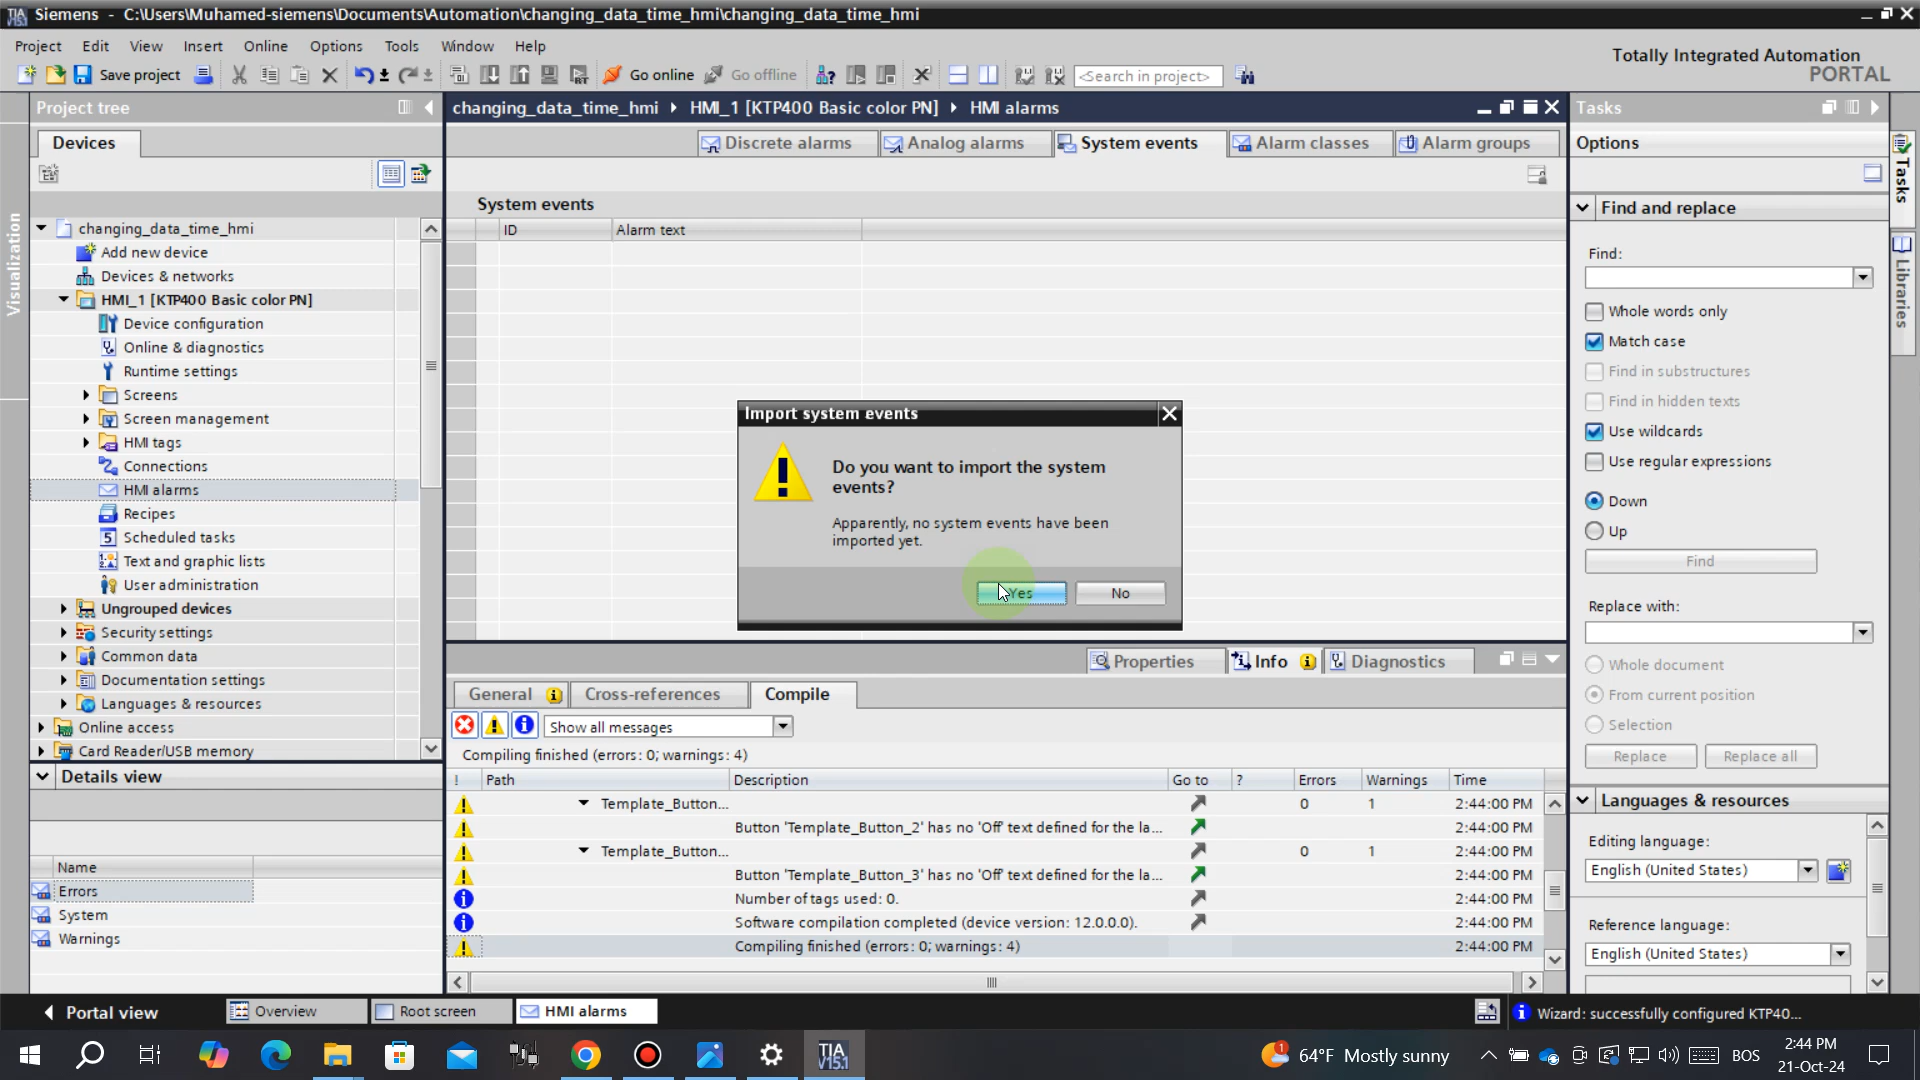 Siemens - C:\Users\Muhamed-siemens\Documents\Automation\changing_data_time_hmi\changing_data_time_hmi
Project Edit View Insert Online Options Tools Window Help
Totally Integrated Automation
PORTAL
Save project
Go online
Go offline
<Search in project>
Project tree
changing_data_time_hmi HMI_1 [KTP400 Basic color PN] HMI alarms
Tasks
Devices
Discrete alarms
Analog alarms
System events
Alarm classes
Alarm groups
Options
Tasks
Libraries
Visualization
System events
ID
Alarm text
changing_data_time_hmi
Add new device
Devices & networks
HMI_1 [KTP400 Basic color PN]
Device configuration
Online & diagnostics
Runtime settings
Screens
Screen management
HMI tags
Connections
HMI alarms
Recipes
Scheduled tasks
Text and graphic lists
User administration
Ungrouped devices
Security settings
Common data
Documentation settings
Languages & resources
Online access
Card Reader/USB memory
Details view
Name
Errors
System
Warnings
Import system events
Do you want to import the system
events?
Apparently, no system events have been
imported yet.
Yes
No
Properties
Info
Diagnostics
General
Cross-references
Compile
Show all messages
Compiling finished (errors: 0; warnings: 4)
! Path Description Go to ? Errors Warnings Time
Template_Button... 0 1 2:44:00 PM
Button 'Template_Button_2' has no 'Off' text defined for the la... 2:44:00 PM
Template_Button... 0 1 2:44:00 PM
Button 'Template_Button_3' has no 'Off' text defined for the la... 2:44:00 PM
Number of tags used: 0. 2:44:00 PM
Software compilation completed (device version: 12.0.0.0). 2:44:00 PM
Compiling finished (errors: 0; warnings: 4) 2:44:00 PM
Find and replace
Find:
Whole words only
Match case
Find in substructures
Find in hidden texts
Use wildcards
Use regular expressions
Down
Up
Find
Replace with:
Whole document
From current position
Selection
Replace
Replace all
Languages & resources
Editing language:
English (United States)
Reference language:
English (United States)
Portal view
Overview
Root screen
HMI alarms
Wizard: successfully configured KTP40...
TIA
V15.1
1
64°F Mostly sunny
BOS
2:44 PM
21-Oct-24